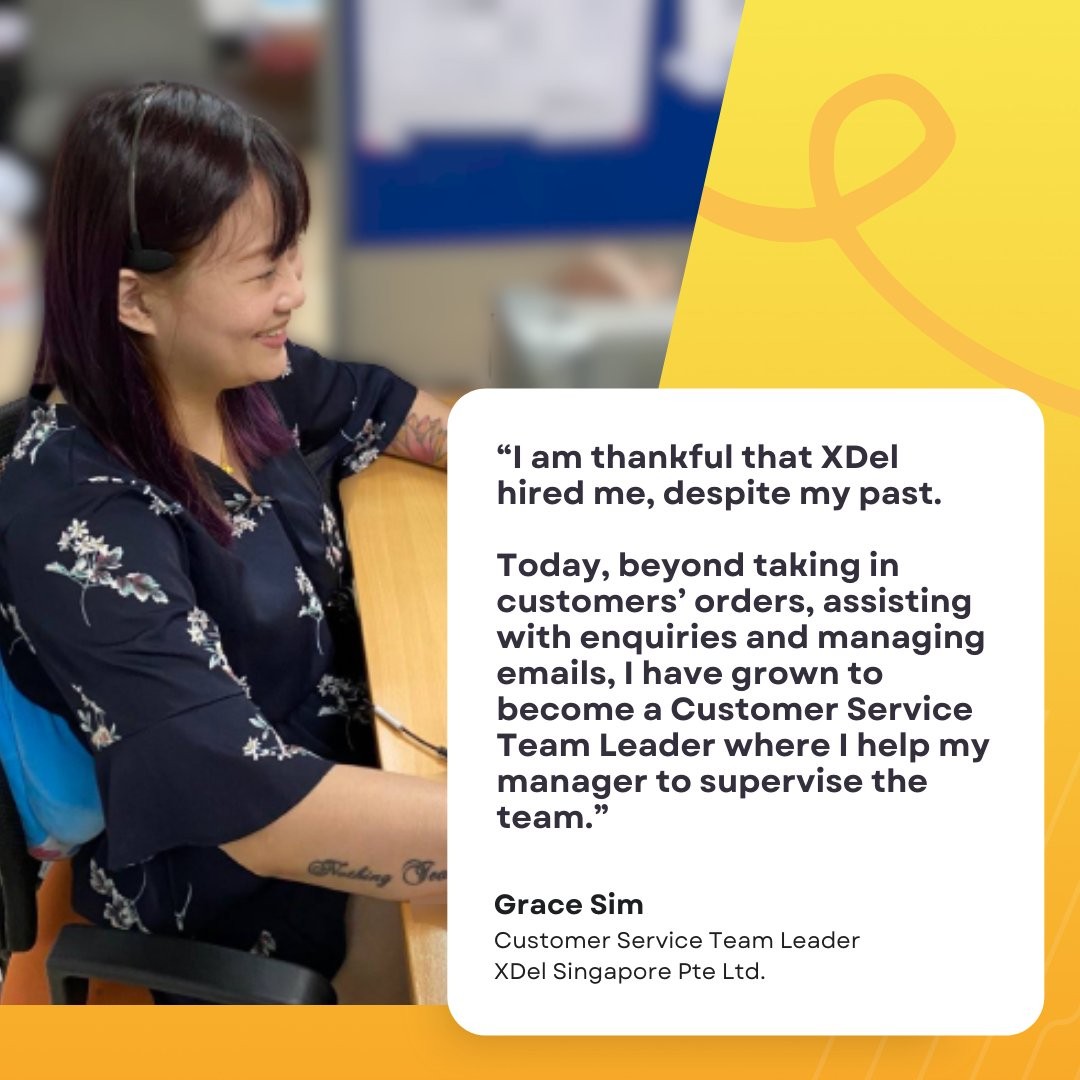 “I am thankful that XDel
hired me, despite my past.
Today, beyond taking in
customers’ orders, assisting
with enquiries and managing
emails, I have grown to
become a Customer Service
Team Leader where I help my
manager to supervise the
team.”
Grace Sim
Customer Service Team Leader
XDel Singapore Pte Ltd.
Nothing